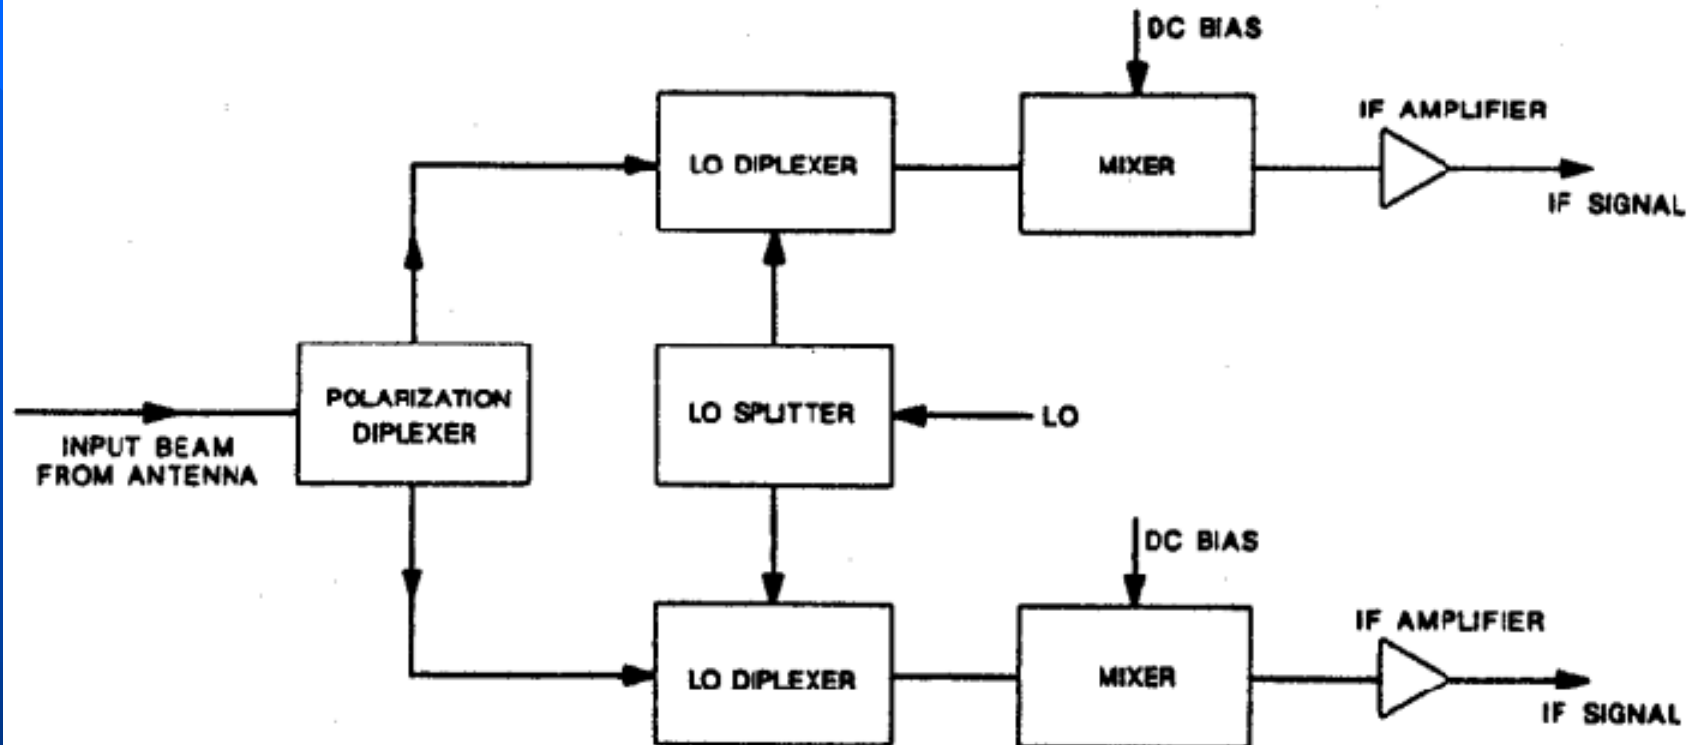 DC BIAS
IF AMPLIFIER
LO DIPLEXER
MIXER
IF SIGNAL
POLARIZATION
DIPLEXER
LO SPLITTER
LO
INPUT BEAM
FROM ANTENNA
DC BIAS
IF AMPLIFIER
LO DIPLEXER
MIXER
IF SIGNAL